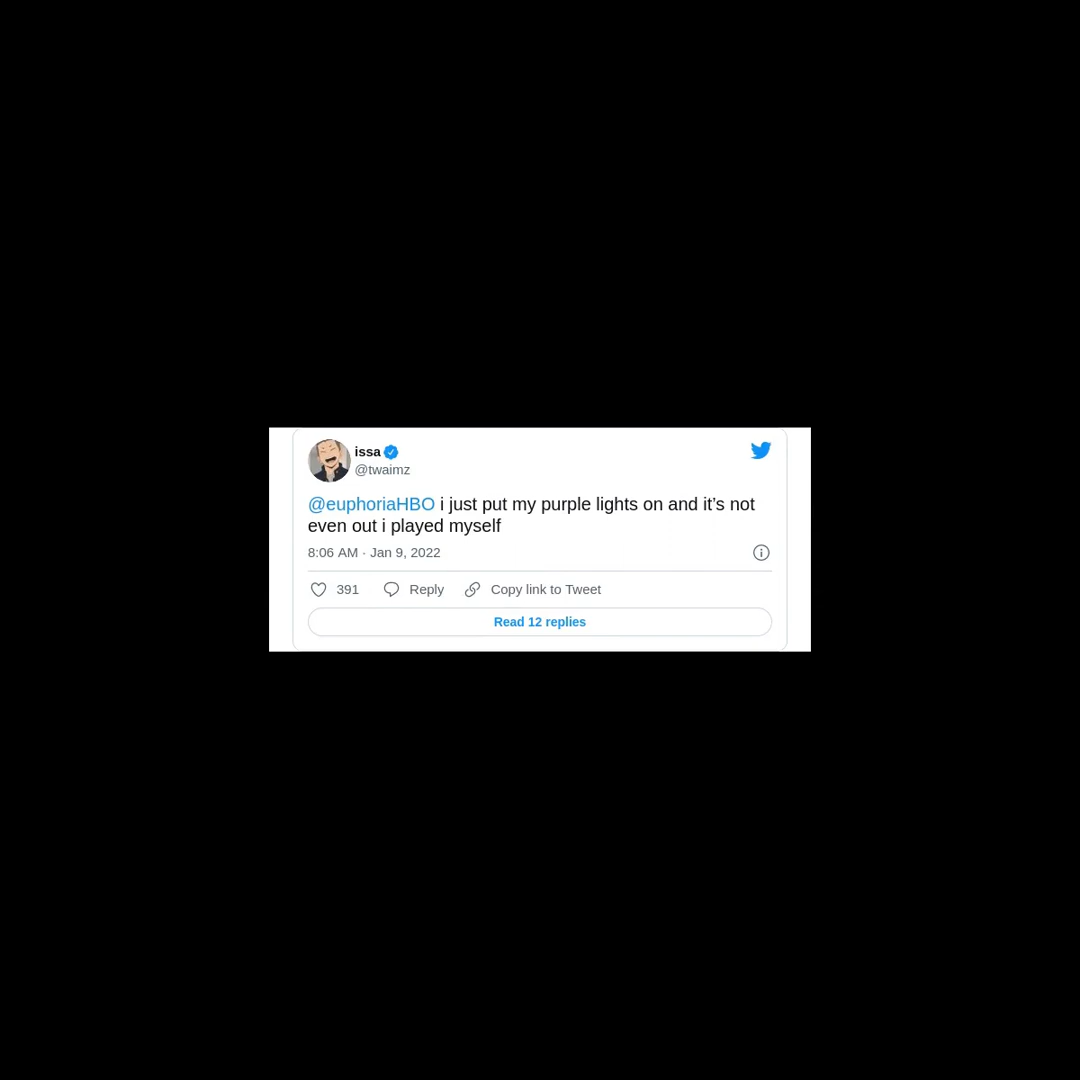 issa
@twaimz
@euphoriaHBO i just put my purple lights on and it’s not
even out i played myself
8:06 AM · Jan 9, 2022
391 Reply Copy link to Tweet
Read 12 replies